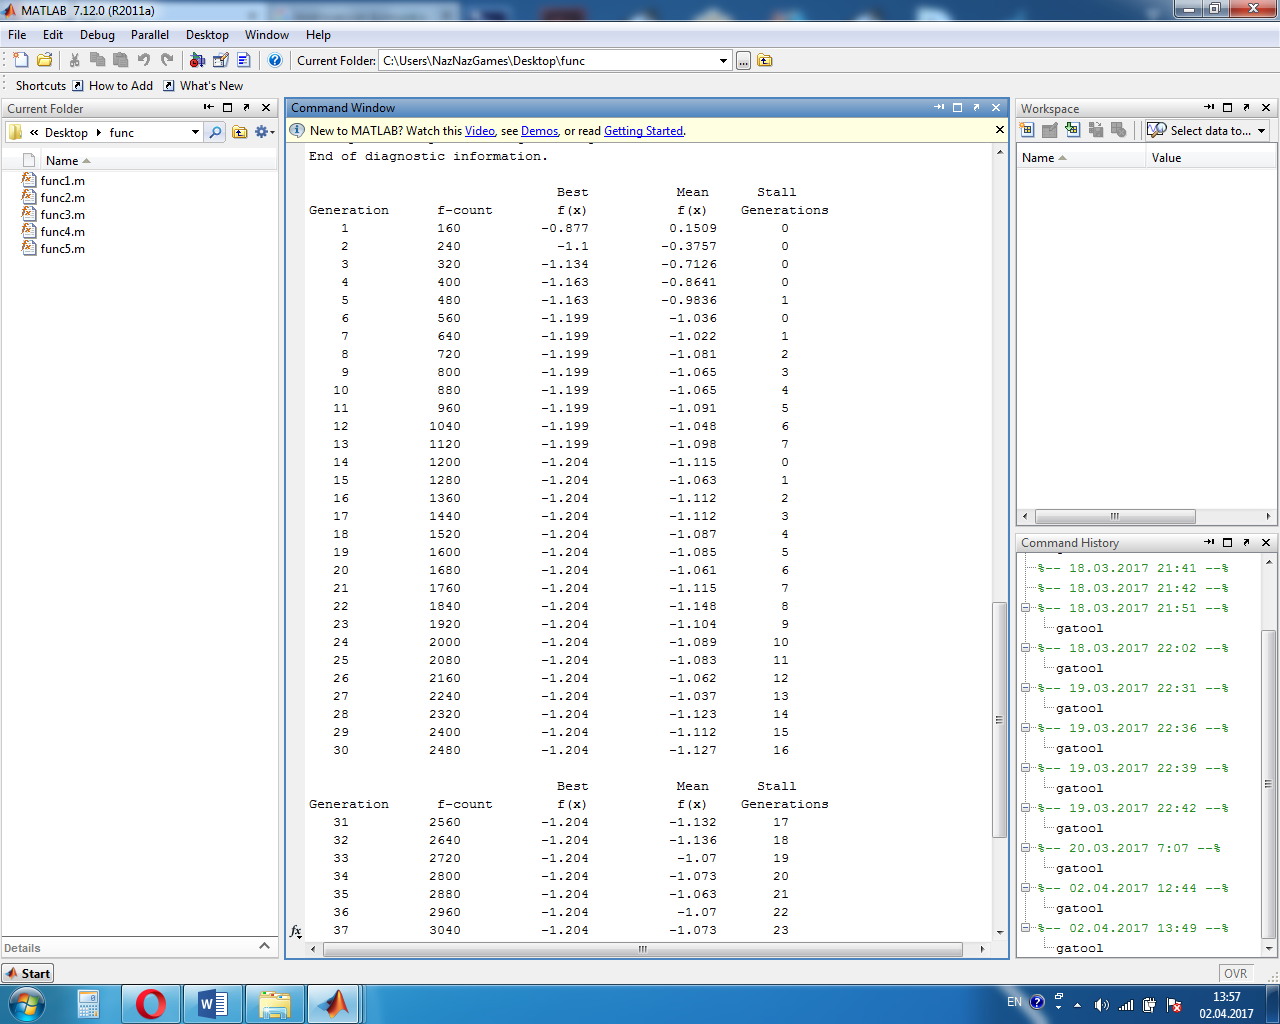 MATLAB 7.12.0 (R2011a)
File Edit Debug Parallel Desktop Window Help
Current Folder: C:\Users\NazNazGames\Desktop\func
Shortcuts How to Add What's New
Current Folder
« Desktop func
Name
func1.m
func2.m
func3.m
func4.m
func5.m
Details
Command Window
New to MATLAB? Watch this Video, see Demos, or read Getting Started.
End of diagnostic information.
Best Mean Stall
Generation f-count f(x) f(x) Generations
1 160 -0.877 0.1509 0
2 240 -1.1 -0.3757 0
3 320 -1.134 -0.7126 0
4 400 -1.163 -0.8641 0
5 480 -1.163 -0.9836 1
6 560 -1.199 -1.036 0
7 640 -1.199 -1.022 1
8 720 -1.199 -1.081 2
9 800 -1.199 -1.065 3
10 880 -1.199 -1.065 4
11 960 -1.199 -1.091 5
12 1040 -1.199 -1.048 6
13 1120 -1.199 -1.098 7
14 1200 -1.204 -1.115 0
15 1280 -1.204 -1.063 1
16 1360 -1.204 -1.112 2
17 1440 -1.204 -1.112 3
18 1520 -1.204 -1.087 4
19 1600 -1.204 -1.085 5
20 1680 -1.204 -1.061 6
21 1760 -1.204 -1.115 7
22 1840 -1.204 -1.148 8
23 1920 -1.204 -1.104 9
24 2000 -1.204 -1.089 10
25 2080 -1.204 -1.083 11
26 2160 -1.204 -1.062 12
27 2240 -1.204 -1.037 13
28 2320 -1.204 -1.123 14
29 2400 -1.204 -1.112 15
30 2480 -1.204 -1.127 16
Best Mean Stall
Generation f-count f(x) f(x) Generations
31 2560 -1.204 -1.132 17
32 2640 -1.204 -1.136 18
33 2720 -1.204 -1.07 19
34 2800 -1.204 -1.073 20
35 2880 -1.204 -1.063 21
36 2960 -1.204 -1.07 22
37 3040 -1.204 -1.073 23
fx
Workspace
Select data to...
Name Value
Command History
%-- 18.03.2017 21:41 --%
%-- 18.03.2017 21:42 --%
%-- 18.03.2017 21:51 --%
gatool
%-- 18.03.2017 22:02 --%
gatool
%-- 19.03.2017 22:31 --%
gatool
%-- 19.03.2017 22:36 --%
gatool
%-- 19.03.2017 22:39 --%
gatool
%-- 19.03.2017 22:42 --%
gatool
%-- 20.03.2017 7:07 --%
gatool
%-- 02.04.2017 12:44 --%
gatool
%-- 02.04.2017 13:49 --%
gatool
Start
OVR
EN
13:57
02.04.2017